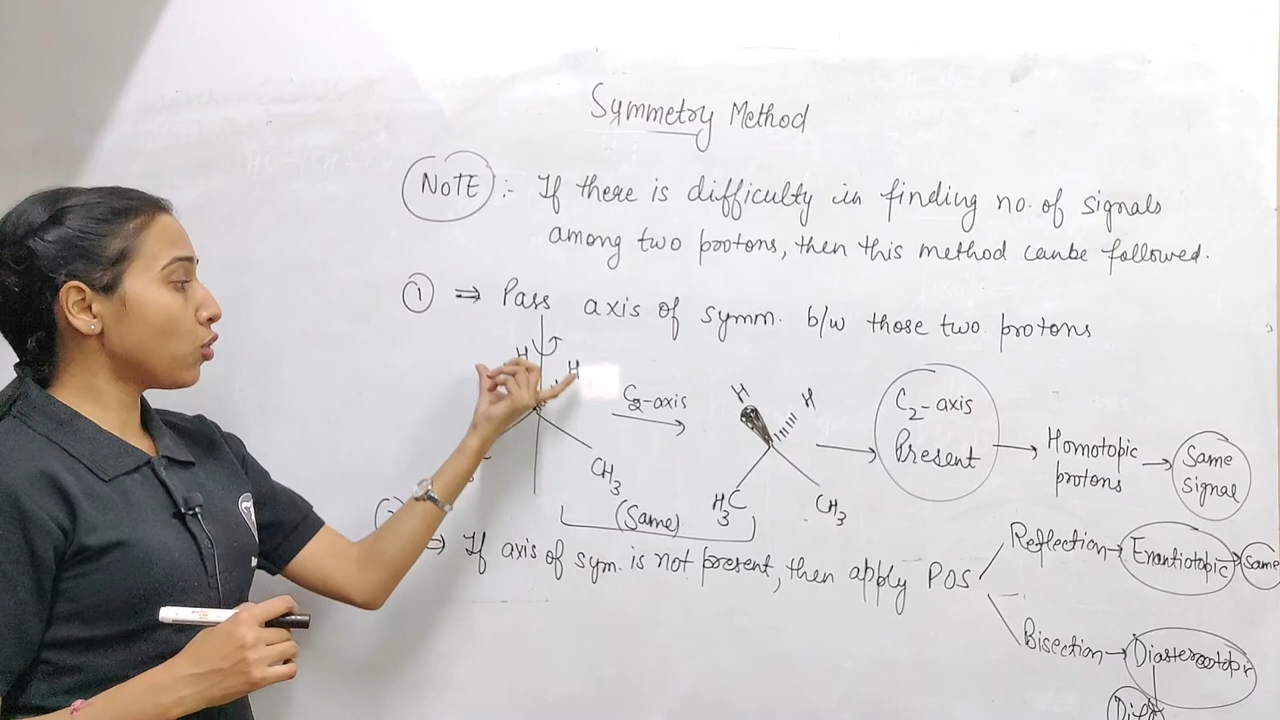 Symmetry Method
NOTE :- If there is difficulty in finding no. of signals
among two protons, then this method can be followed.
① ⇒ Pass axis of symm. b/w those two protons
H
H
CH3
C2-axis
H
H
H3C
CH3
(Same)
C2-axis
Present
Homotopic
protons
Same
signal
⇒ If axis of sym. is not present, then apply POS
Reflection → Enantiotopic → Same
Bisection →